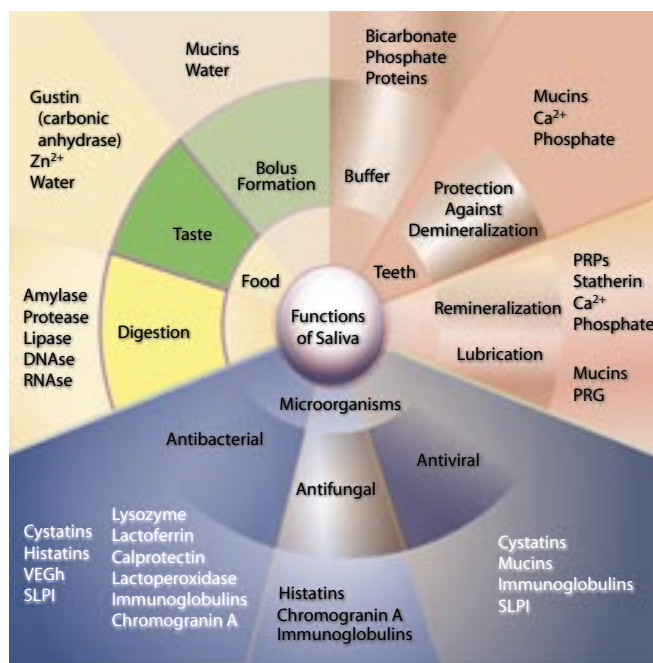 Mucins
Water
Bicarbonate
Phosphate
Proteins
Gustin
(carbonic
anhydrase)
Zn²⁺
Water
Mucins
Ca²⁺
Phosphate
Bolus
Formation
Buffer
Protection
Against
Demineralization
Taste
Food
Teeth
Functions
of Saliva
PRPs
Statherin
Ca²⁺
Phosphate
Remineralization
Amylase
Protease
Lipase
DNAse
RNAse
Digestion
Lubrication
Mucins
PRG
Microorganisms
Antibacterial
Antifungal
Antiviral
Cystatins
Histatins
VEGh
SLPI
Lysozyme
Lactoferrin
Calprotectin
Lactoperoxidase
Immunoglobulins
Chromogranin A
Histatins
Chromogranin A
Immunoglobulins
Cystatins
Mucins
Immunoglobulins
SLPI